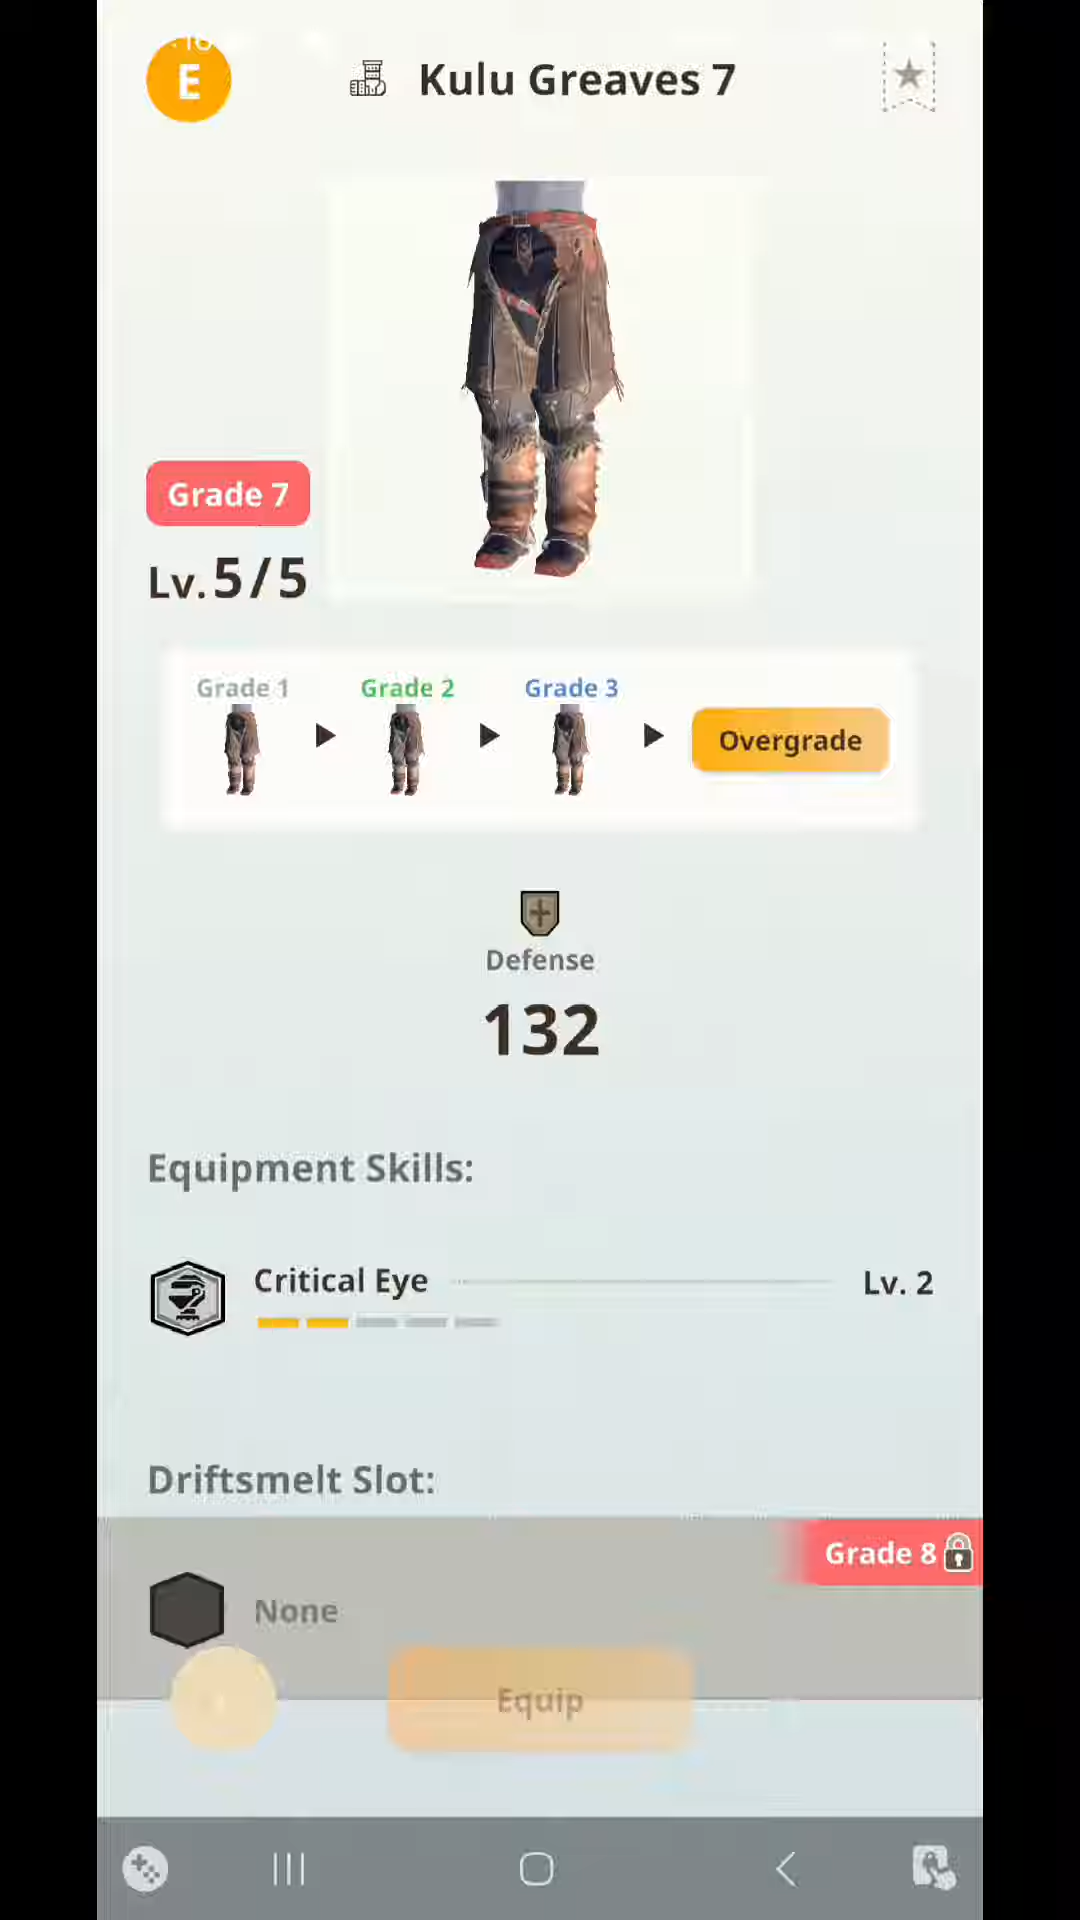 E
Kulu Greaves 7
Grade 7
Lv. 5/5
Grade 1
Grade 2
Grade 3
Overgrade
Defense
132
Equipment Skills:
Critical Eye
Lv. 2
Driftsmelt Slot:
Grade 8
None
Equip